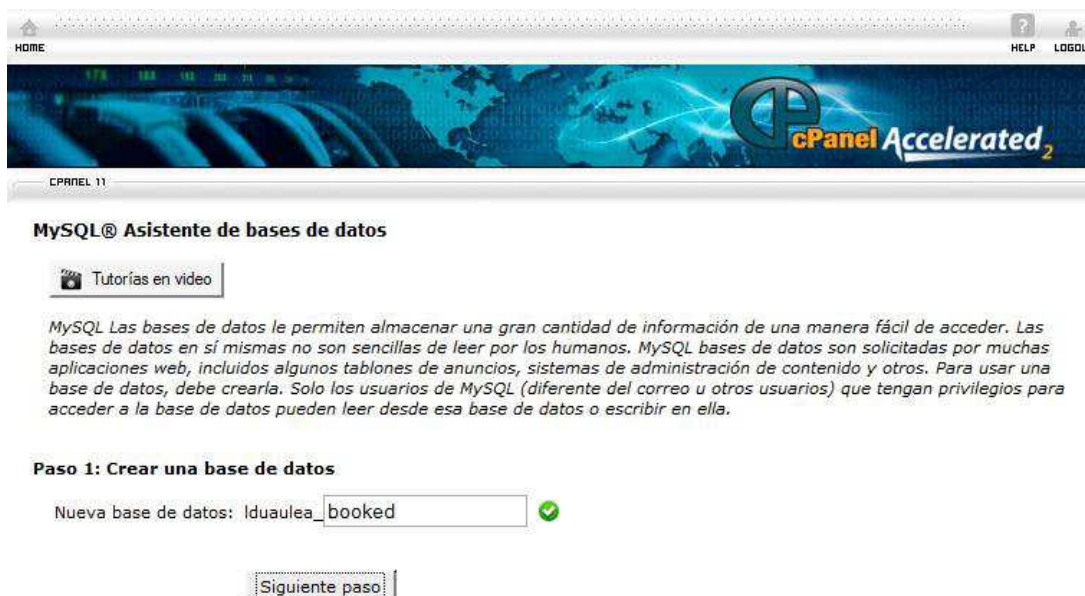 HOME
HELP
cPanel Accelerated2
CPANEL 11
MySQL® Asistente de bases de datos
Tutorías en video
MySQL Las bases de datos le permiten almacenar una gran cantidad de información de una manera fácil de acceder. Las
bases de datos en sí mismas no son sencillas de leer por los humanos. MySQL bases de datos son solicitadas por muchas
aplicaciones web, incluidos algunos tablones de anuncios, sistemas de administración de contenido y otros. Para usar una
base de datos, debe crearla. Solo los usuarios de MySQL (diferente del correo u otros usuarios) que tengan privilegios para
acceder a la base de datos pueden leer desde esa base de datos o escribir en ella.
Paso 1: Crear una base de datos
Nueva base de datos: lduaulea_booked
Siguiente paso